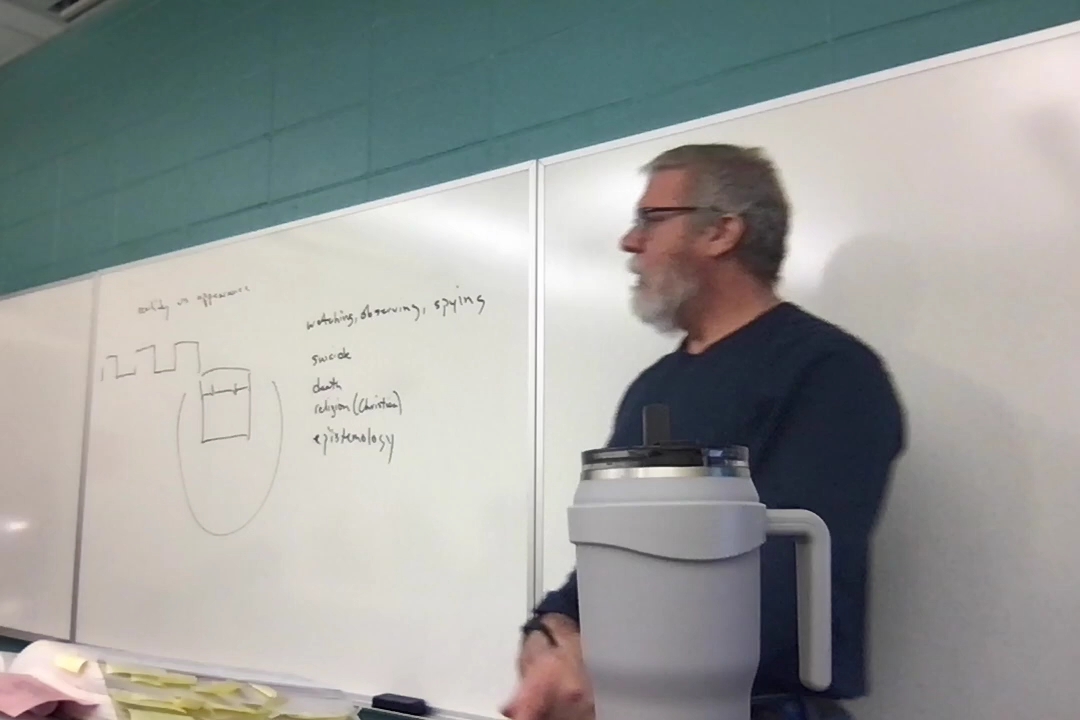 reality vs appearance
watching, observing, spying
suicide
death
religion (Christian)
epistemology